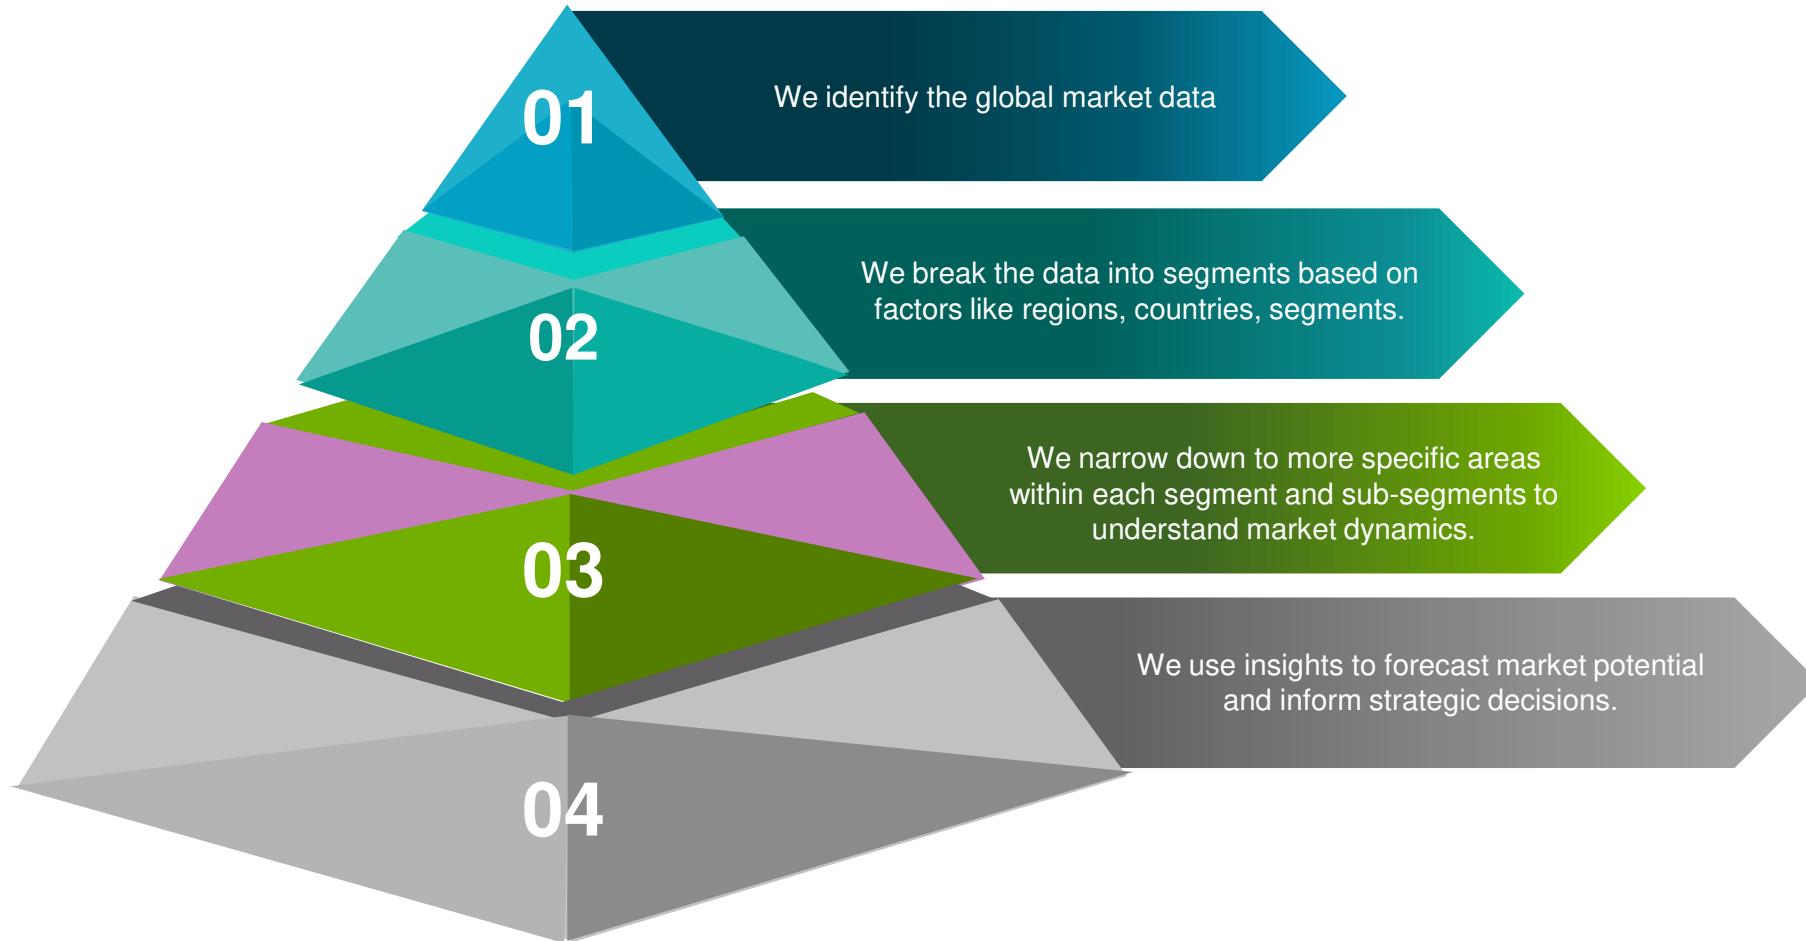 01
We identify the global market data
02
We break the data into segments based on
factors like regions, countries, segments.
03
We narrow down to more specific areas
within each segment and sub-segments to
understand market dynamics.
04
We use insights to forecast market potential
and inform strategic decisions.